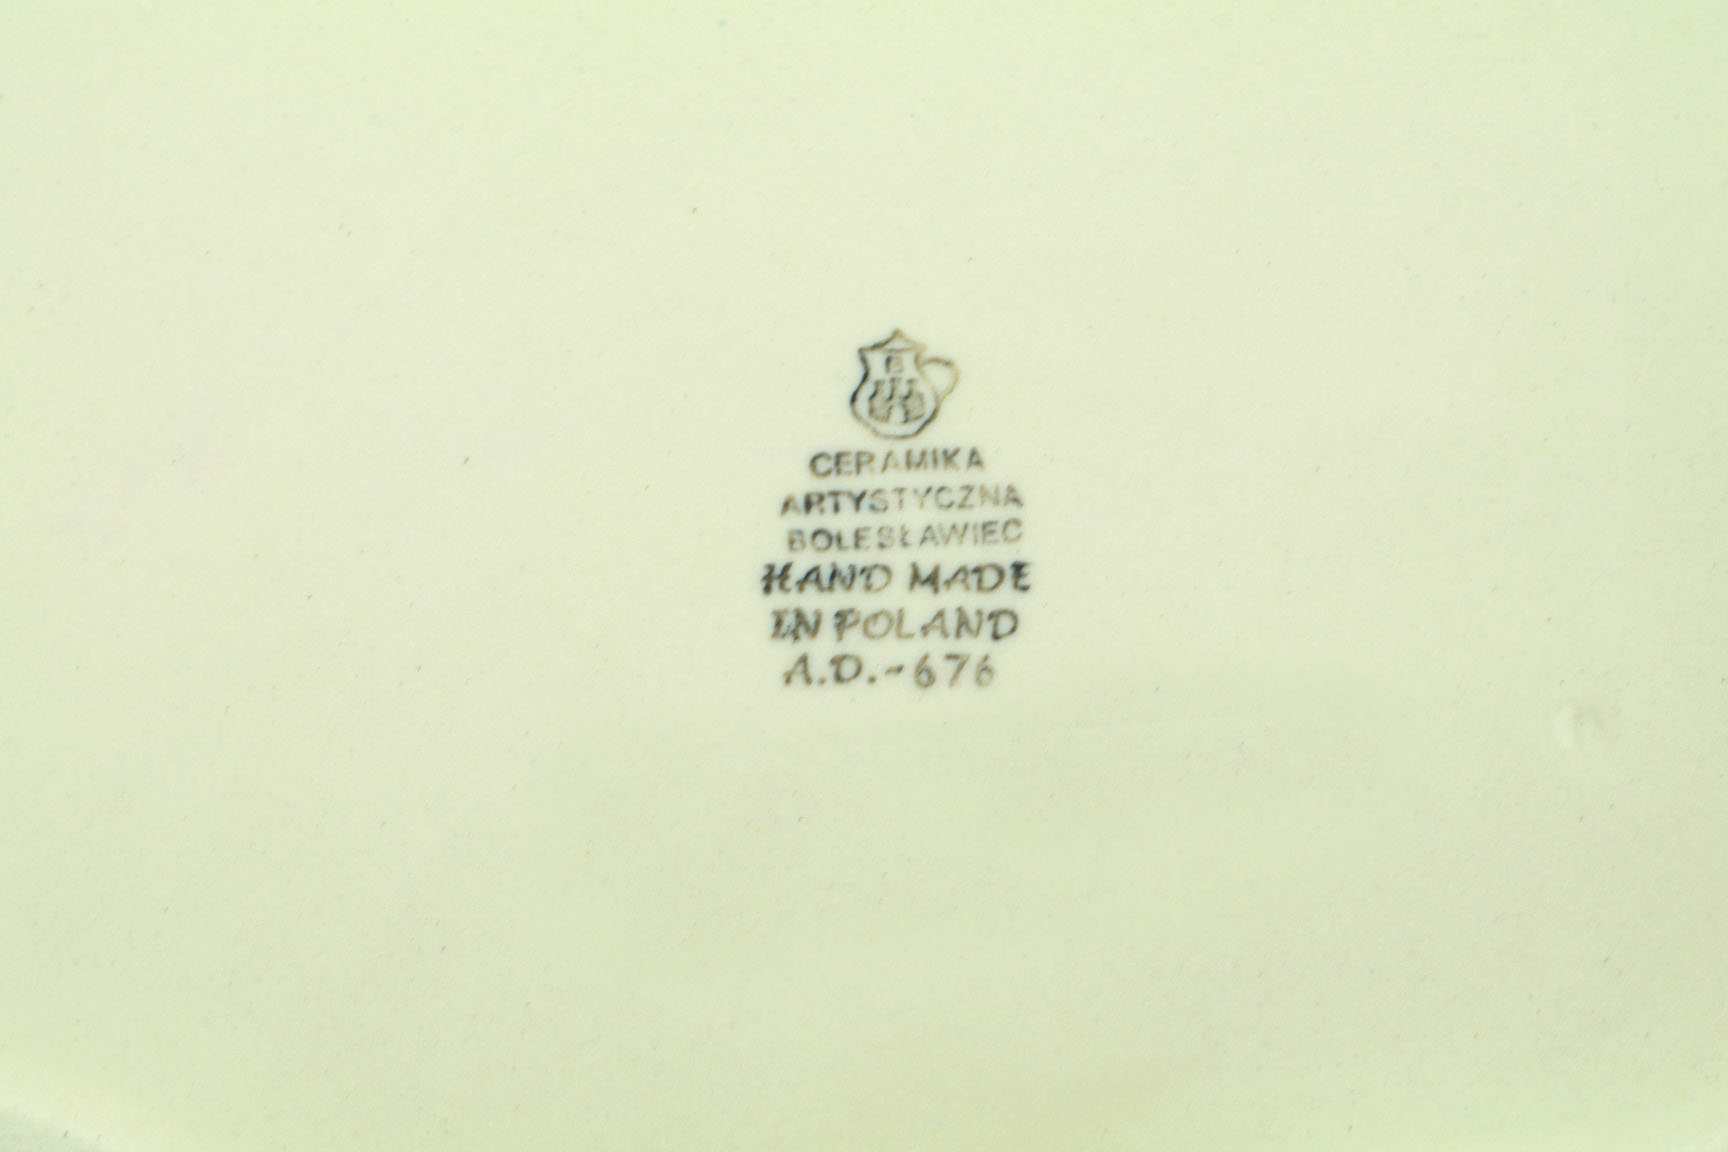 B
CERAMIKA
ARTYSTYCZNA
BOLESŁAWIEC
HAND MADE
IN POLAND
A.D.-676